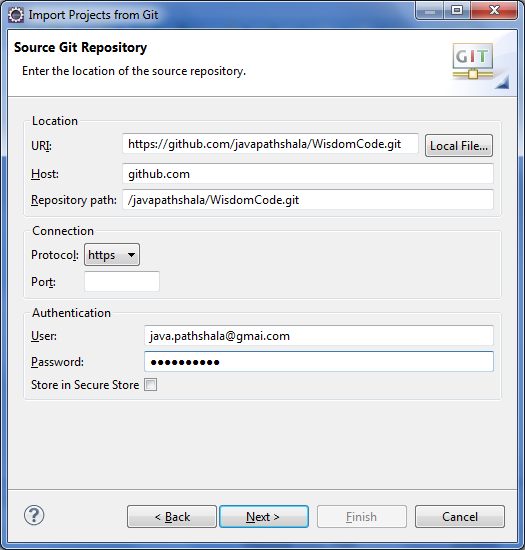 Import Projects from Git
Source Git Repository
Enter the location of the source repository.
GIT
Location
URI: https://github.com/javapathshala/WisdomCode.git Local File...
Host: github.com
Repository path: /javapathshala/WisdomCode.git
Connection
Protocol: https
Port:
Authentication
User: java.pathshala@gmai.com
Password: ●●●●●●●●●●
Store in Secure Store
? < Back Next > Finish Cancel